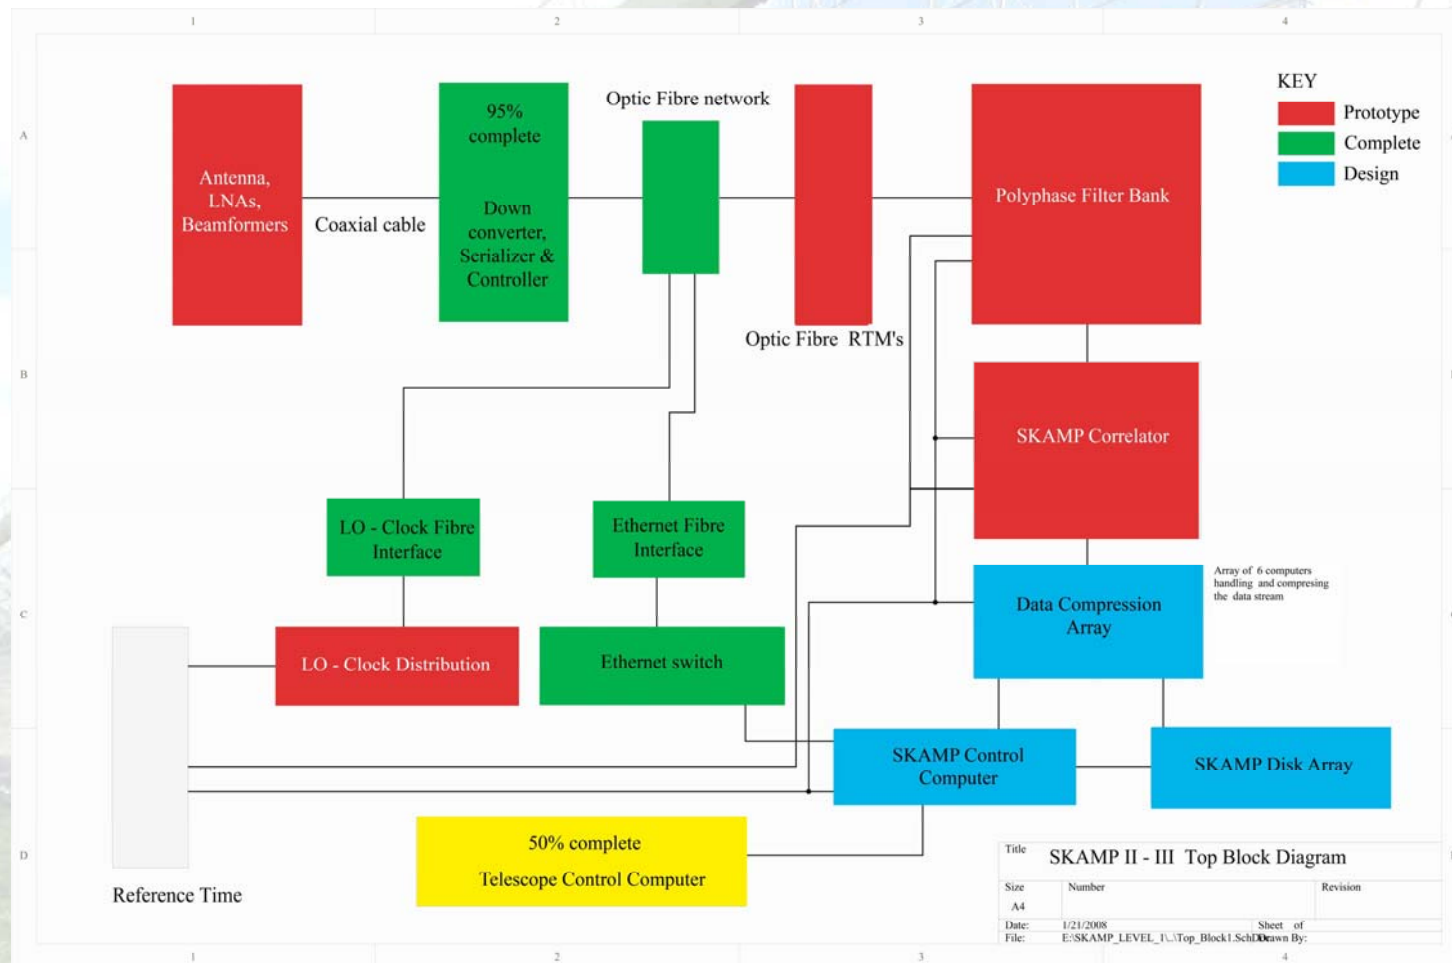 1 2 3 4
A
B
C
D
Antenna,
LNAs,
Beamformers
Coaxial cable
95%
complete
Down
converter,
Serializer &
Controller
Optic Fibre network
Optic Fibre RTM's
Polyphase Filter Bank
KEY
Prototype
Complete
Design
SKAMP Correlator
LO - Clock Fibre
Interface
Ethernet Fibre
Interface
Data Compression
Array
Array of 6 computers
handling and compresing
the data stream
LO - Clock Distribution
Ethernet switch
SKAMP Control
Computer
SKAMP Disk Array
50% complete
Telescope Control Computer
Reference Time
Title
SKAMP II - III Top Block Diagram
Size
A4
Number
Revision
Date: 1/21/2008 Sheet of
File: E:\SKAMP_LEVEL_1\..\Top_Block1.SchDoc Drawn By:
1 2 3 4